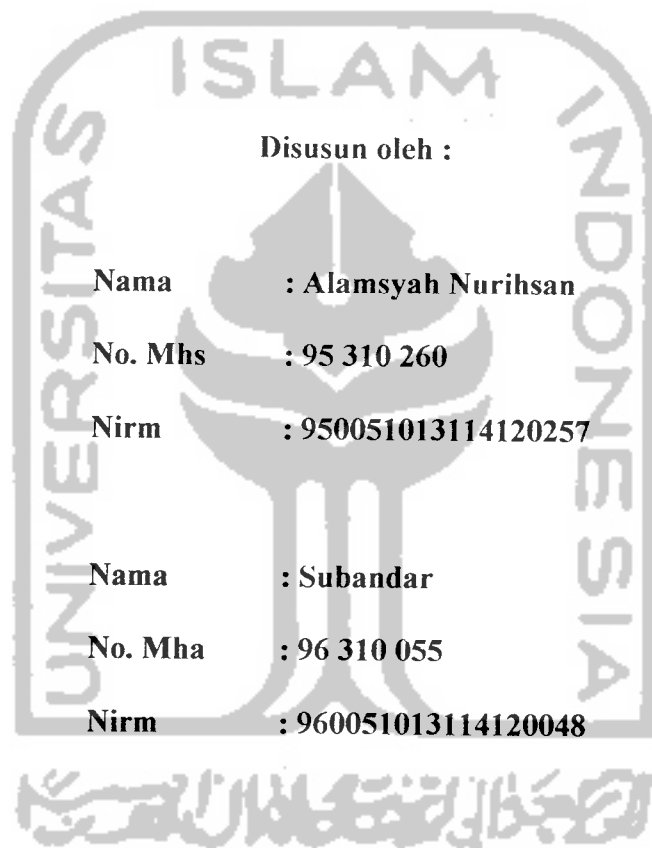 ISLAM
UNIVERSITAS
INDONESIA
Disusun oleh :
Nama : Alamsyah Nurihsan
No. Mhs : 95 310 260
Nirm : 950051013114120257
Nama : Subandar
No. Mha : 96 310 055
Nirm : 960051013114120048